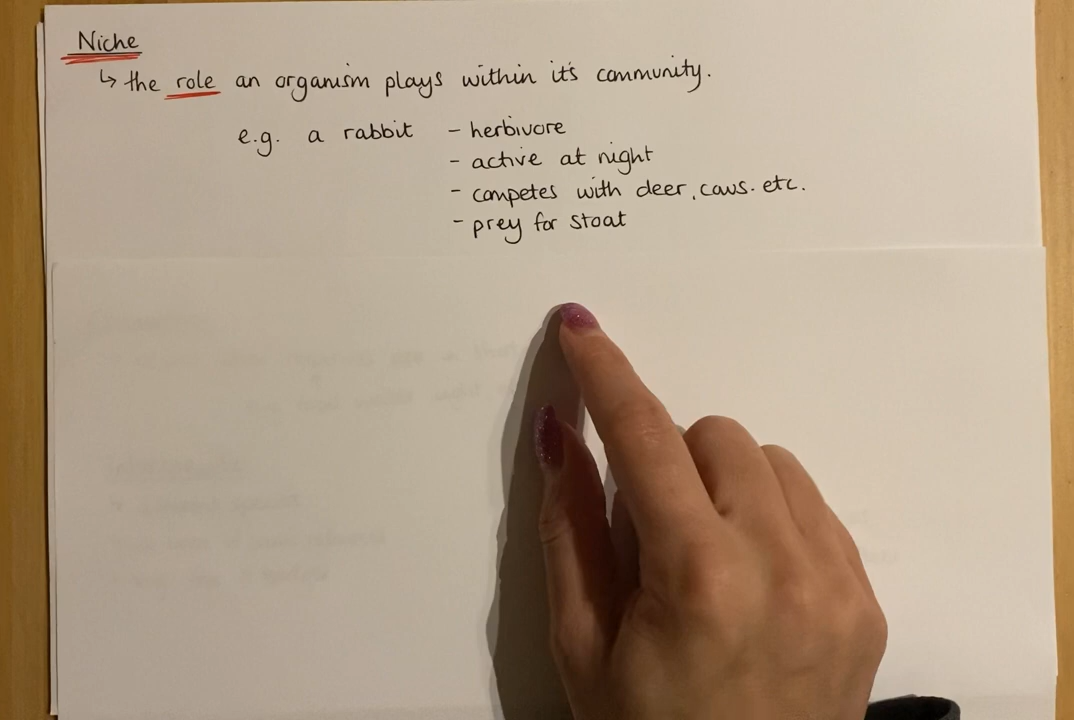 Niche
↳ the role an organism plays within it's community.
e.g. a rabbit - herbivore
- active at night
- competes with deer, cows. etc.
- prey for stoat